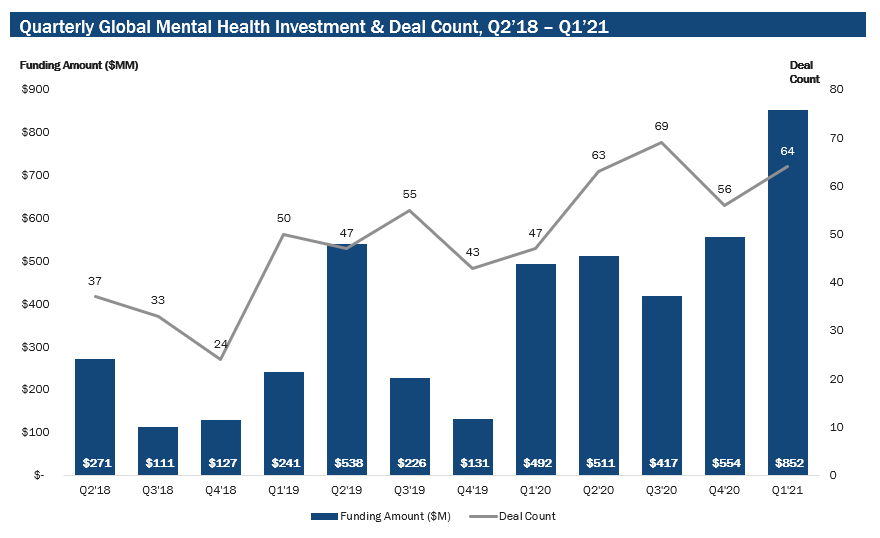 Quarterly Global Mental Health Investment & Deal Count, Q2’18 – Q1’21
Funding Amount ($MM)
Deal
Count
$900
$800
$700
$600
$500
$400
$300
$200
$100
$-
80
70
60
50
40
30
20
10
0
37
33
24
50
47
55
43
47
63
69
56
64
$271
$111
$127
$241
$538
$226
$131
$492
$511
$417
$554
$852
Q2'18
Q3'18
Q4'18
Q1'19
Q2'19
Q3'19
Q4'19
Q1'20
Q2'20
Q3'20
Q4'20
Q1'21
Funding Amount ($M)
Deal Count